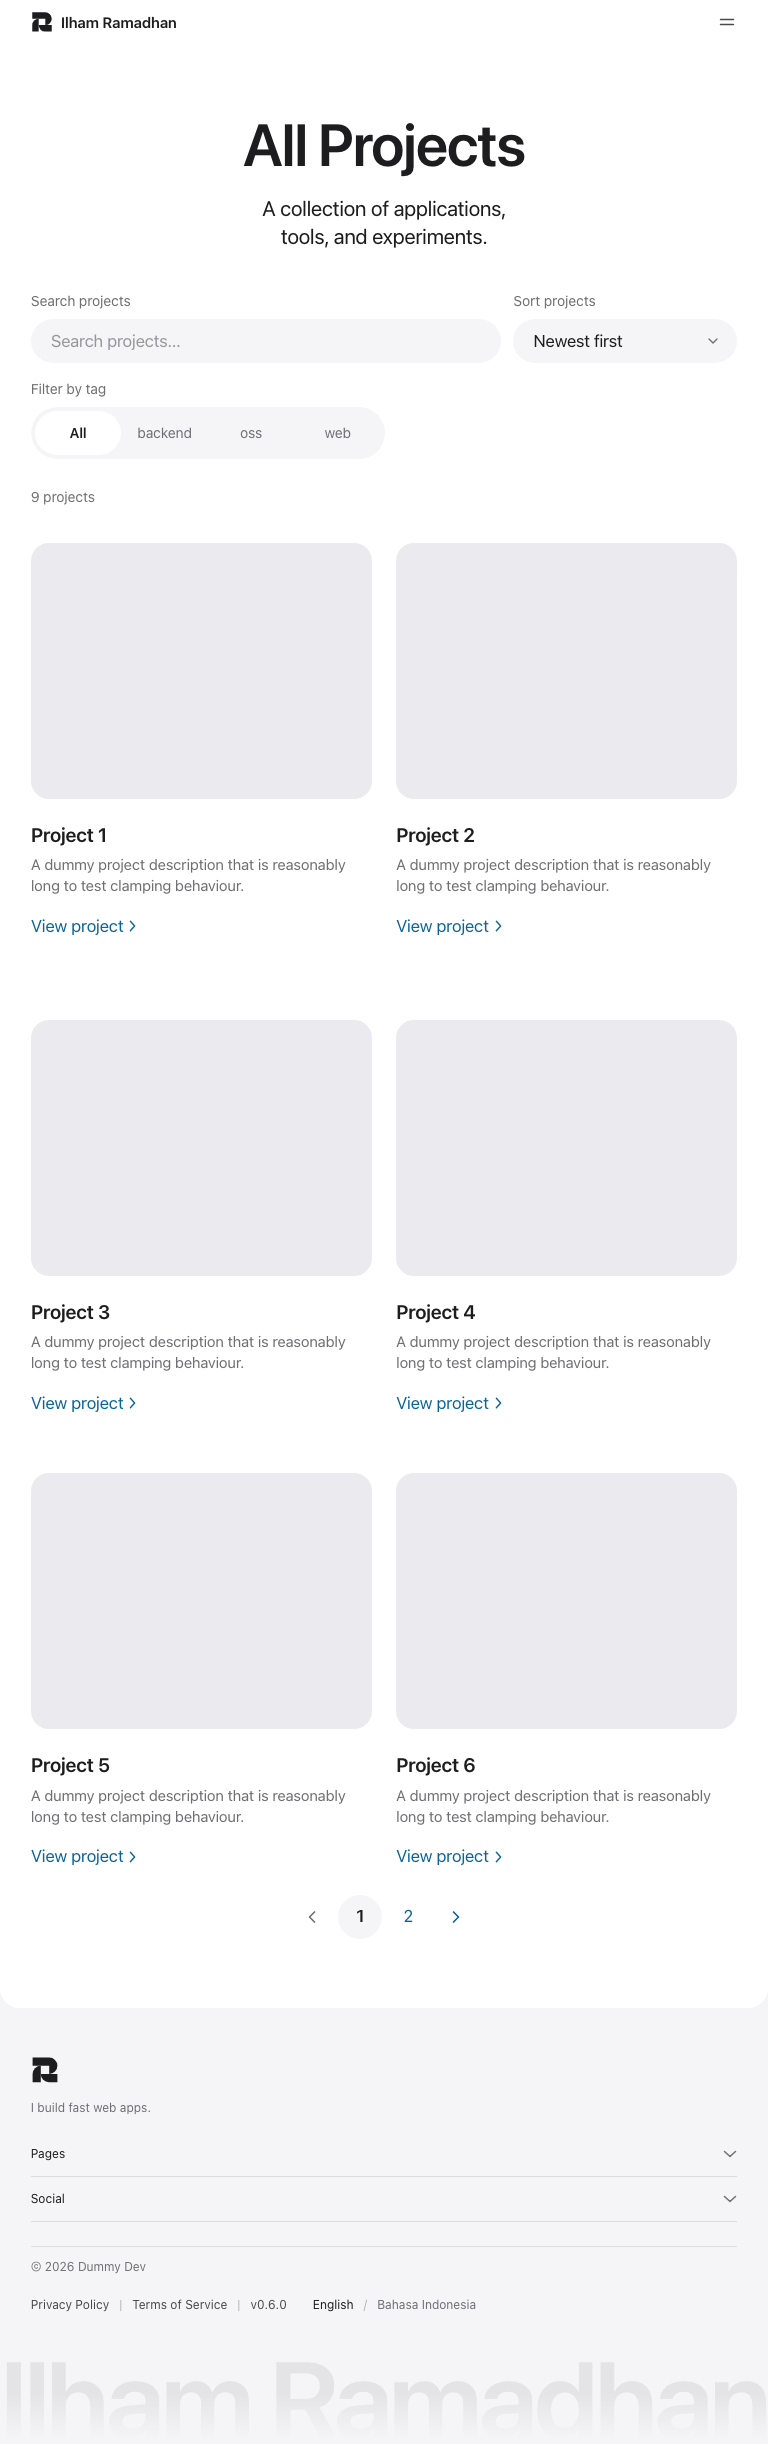 Ilham Ramadhan
All Projects
A collection of applications,
tools, and experiments.
Search projects
Sort projects
Search projects...
Newest first
Filter by tag
All
backend
oss
web
9 projects
Project 1
A dummy project description that is reasonably
long to test clamping behaviour.
View project
Project 2
A dummy project description that is reasonably
long to test clamping behaviour.
View project
Project 3
A dummy project description that is reasonably
long to test clamping behaviour.
View project
Project 4
A dummy project description that is reasonably
long to test clamping behaviour.
View project
Project 5
A dummy project description that is reasonably
long to test clamping behaviour.
View project
Project 6
A dummy project description that is reasonably
long to test clamping behaviour.
View project
1
2
I build fast web apps.
Pages
Social
© 2026 Dummy Dev
Privacy Policy | Terms of Service | v0.6.0 English / Bahasa Indonesia
Ilham Ramadhan